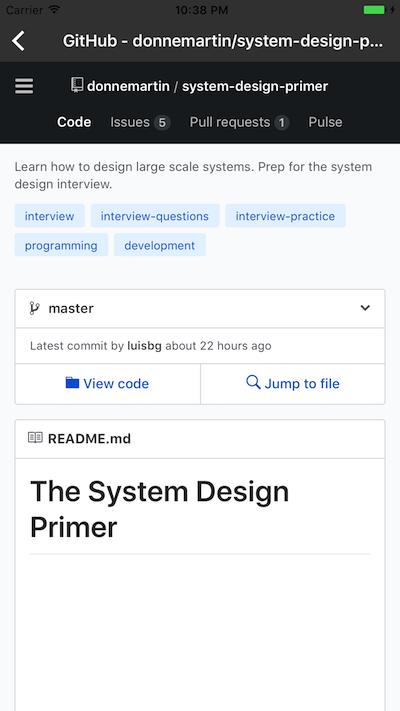 Carrier 10:38 PM
GitHub - donnemartin/system-design-p...
donnemartin / system-design-primer
Code Issues 5 Pull requests 1 Pulse
Learn how to design large scale systems. Prep for the system
design interview.
interview interview-questions interview-practice
programming development
master
Latest commit by luisbg about 22 hours ago
View code Jump to file
README.md
The System Design
Primer